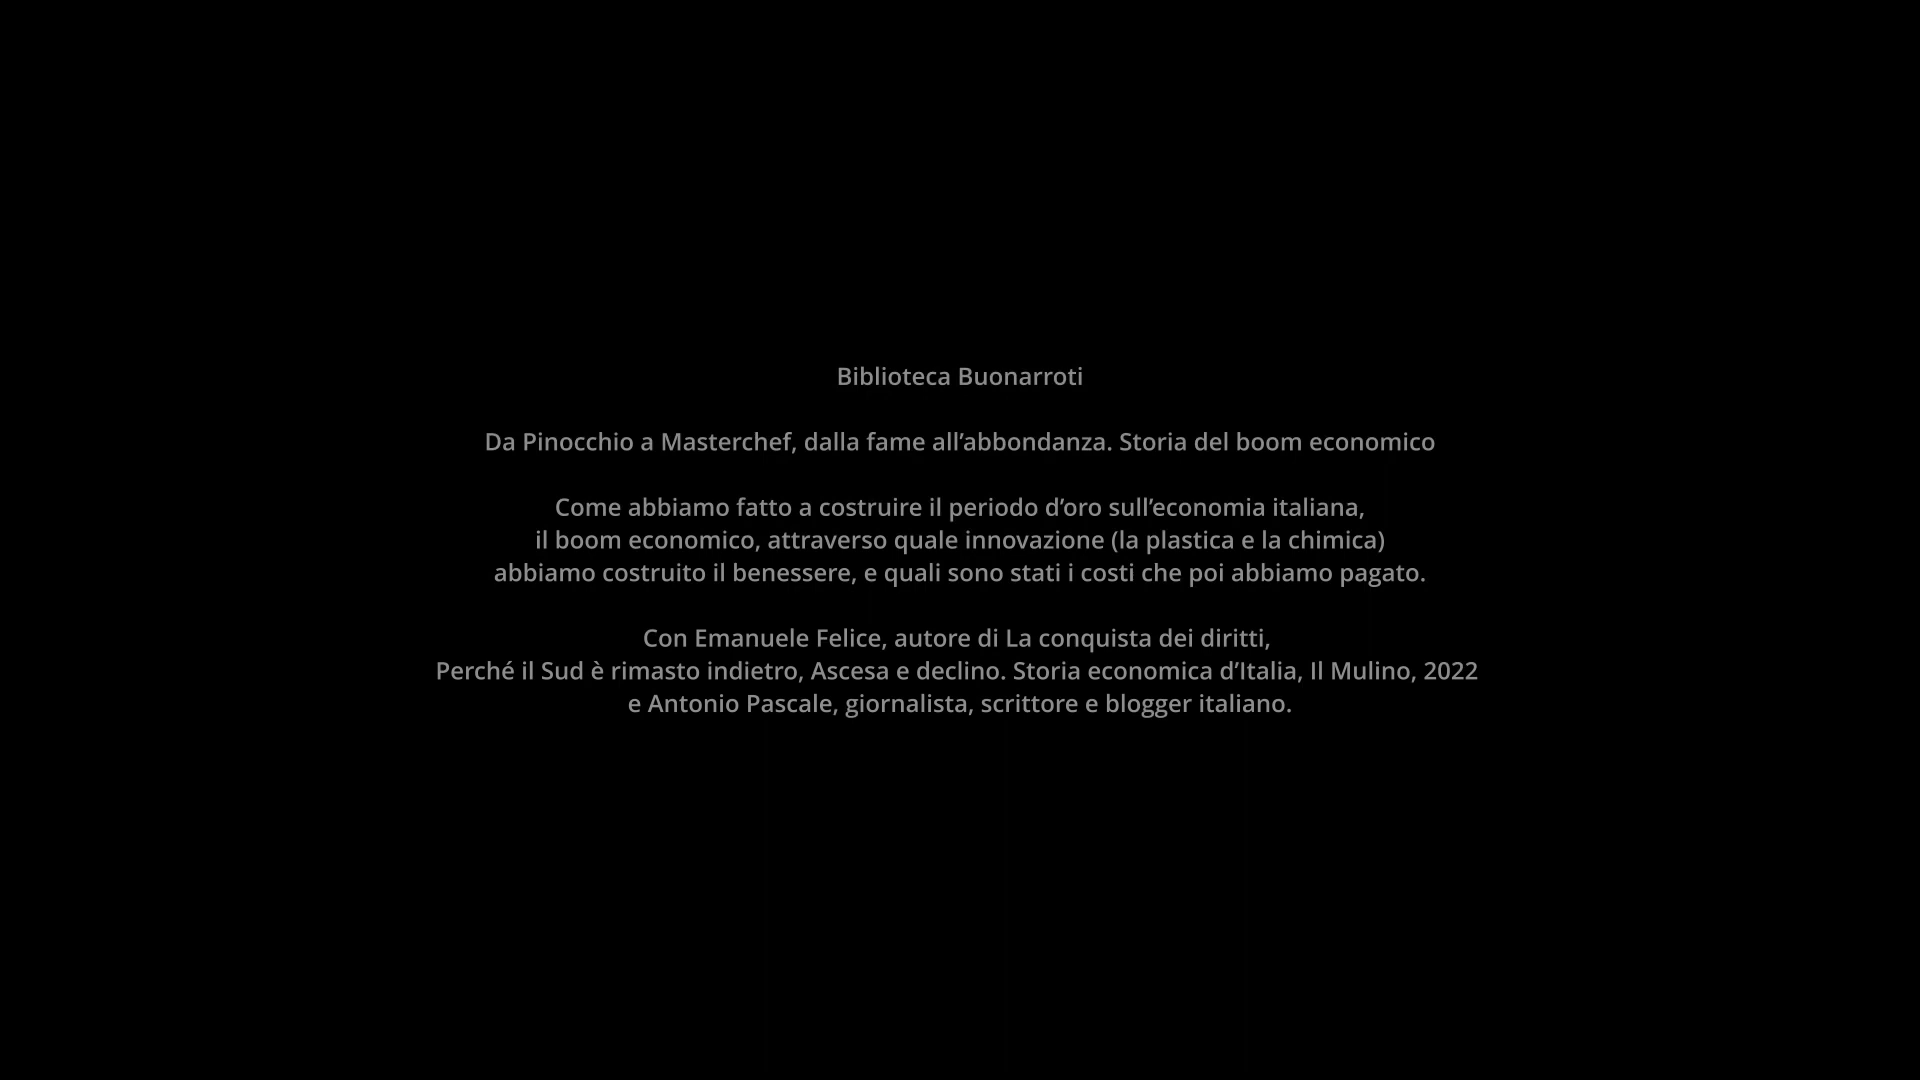 Biblioteca Buonarroti
Da Pinocchio a Masterchef, dalla fame all’abbondanza. Storia del boom economico
Come abbiamo fatto a costruire il periodo d’oro sull’economia italiana,
il boom economico, attraverso quale innovazione (la plastica e la chimica)
abbiamo costruito il benessere, e quali sono stati i costi che poi abbiamo pagato.
Con Emanuele Felice, autore di La conquista dei diritti,
Perché il Sud è rimasto indietro, Ascesa e declino. Storia economica d’Italia, Il Mulino, 2022
e Antonio Pascale, giornalista, scrittore e blogger italiano.